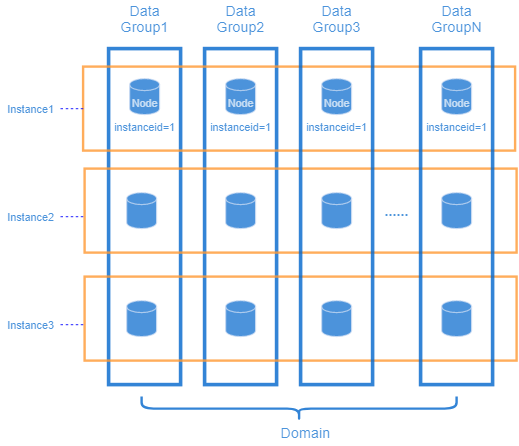 Data
Group1
Data
Group2
Data
Group3
Data
GroupN
Instance1
Node
Node
Node
Node
instanceid=1
instanceid=1
instanceid=1
instanceid=1
Instance2
......
Instance3
Domain